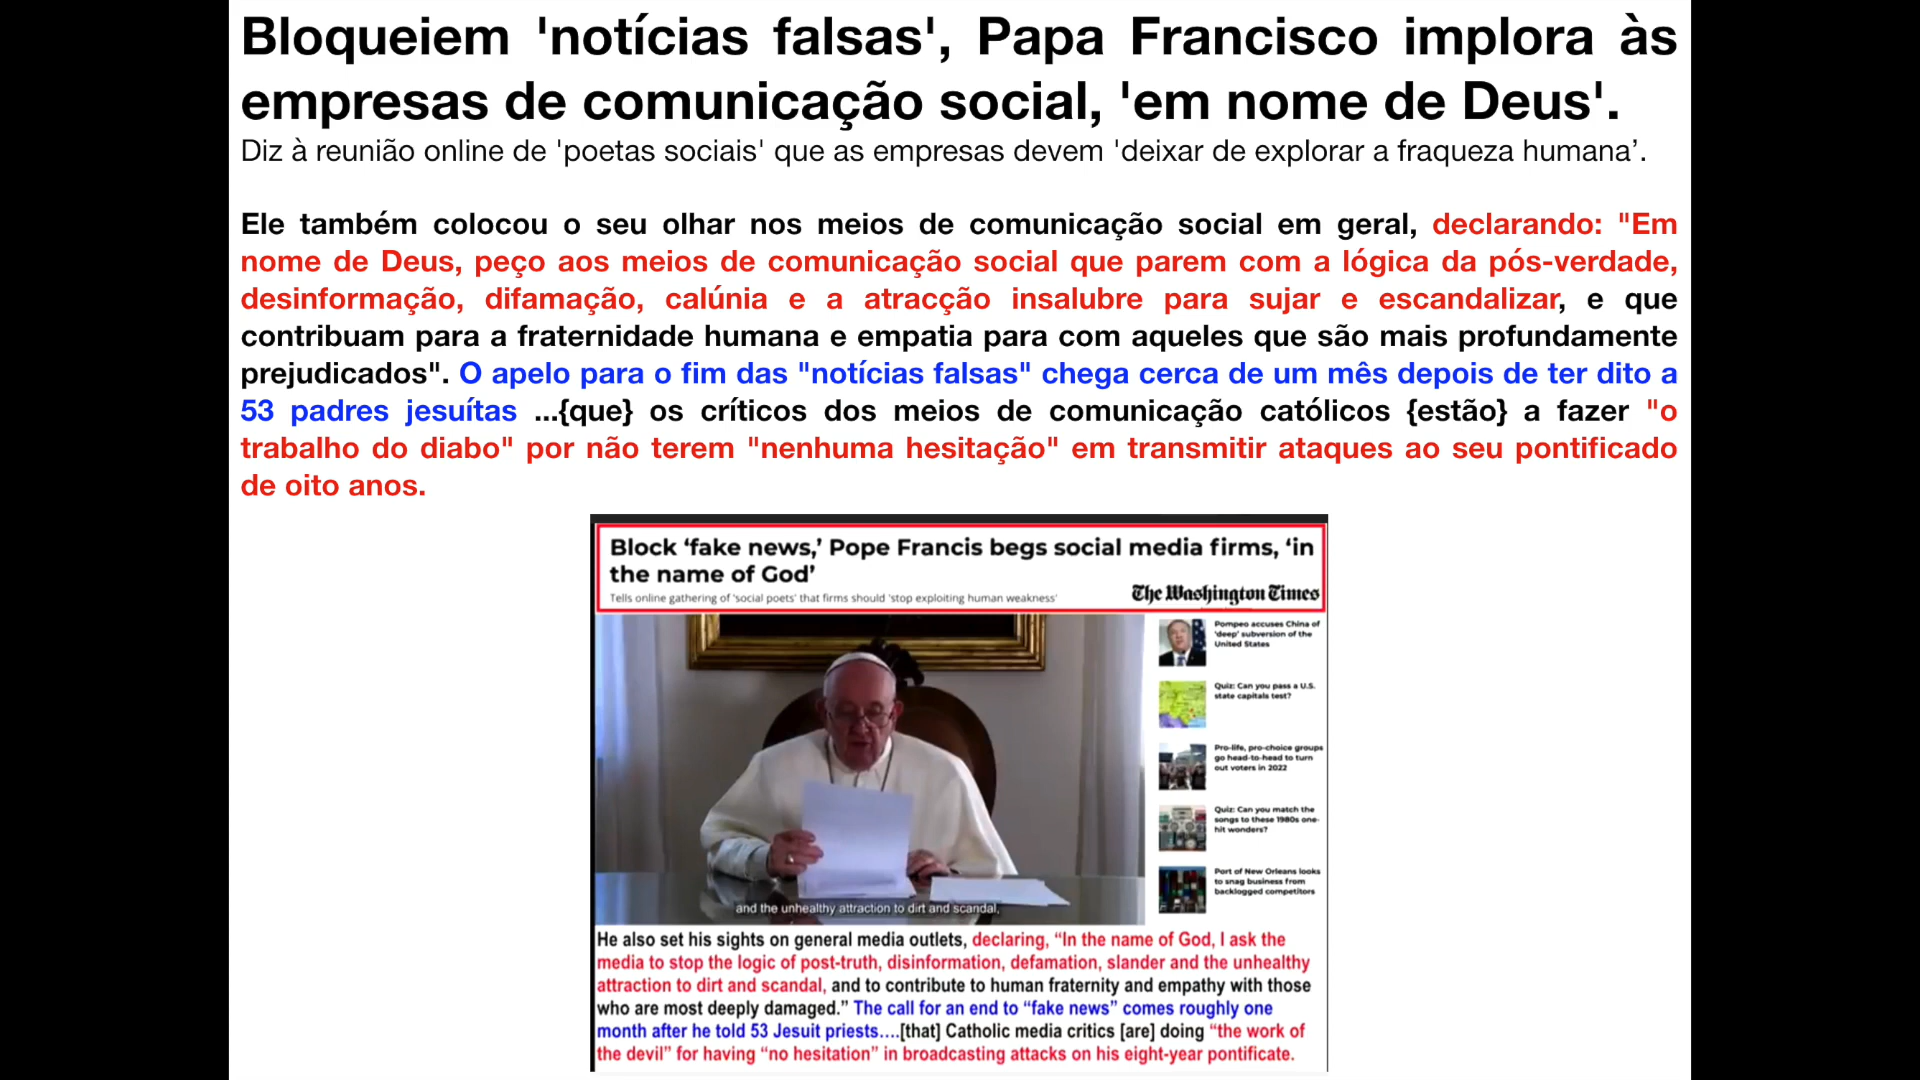 Bloqueiem 'notícias falsas', Papa Francisco implora às
empresas de comunicação social, 'em nome de Deus'.
Diz à reunião online de 'poetas sociais' que as empresas devem 'deixar de explorar a fraqueza humana’.
Ele também colocou o seu olhar nos meios de comunicação social em geral, declarando: "Em
nome de Deus, peço aos meios de comunicação social que parem com a lógica da pós-verdade,
desinformação, difamação, calúnia e a atracção insalubre para sujar e escandalizar, e que
contribuam para a fraternidade humana e empatia para com aqueles que são mais profundamente
prejudicados". O apelo para o fim das "notícias falsas" chega cerca de um mês depois de ter dito a
53 padres jesuítas ...{que} os críticos dos meios de comunicação católicos {estão} a fazer "o
trabalho do diabo" por não terem "nenhuma hesitação" em transmitir ataques ao seu pontificado
de oito anos.
Block ‘fake news,’ Pope Francis begs social media firms, ‘in
the name of God’
Tells online gathering of 'social poets' that firms should 'stop exploiting human weakness'
The Washington Times
Pompeo accuses China of
'deep' subversion of the
United States
Quiz: Can you pass a U.S.
state capitals test?
Pro-life, pro-choice groups
go head-to-head to turn
out voters in 2022
Quiz: Can you match the
songs to these 1980s one-
hit wonders?
Port of New Orleans looks
to snag business from
backlogged competitors
and the unhealthy attraction to dirt and scandal,
He also set his sights on general media outlets, declaring, “In the name of God, I ask the
media to stop the logic of post-truth, disinformation, defamation, slander and the unhealthy
attraction to dirt and scandal, and to contribute to human fraternity and empathy with those
who are most deeply damaged.” The call for an end to “fake news” comes roughly one
month after he told 53 Jesuit priests….[that] Catholic media critics [are] doing “the work of
the devil” for having “no hesitation” in broadcasting attacks on his eight-year pontificate.